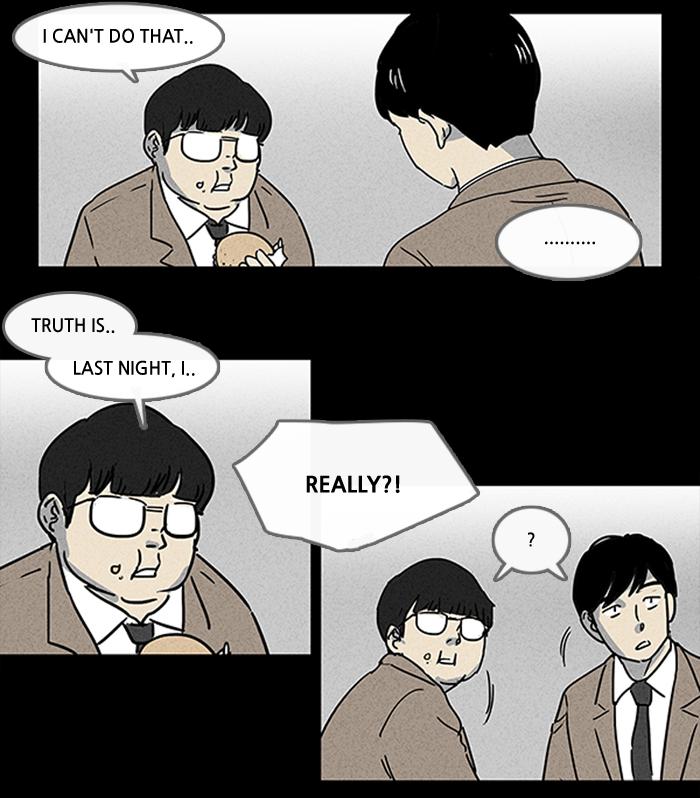 I CAN'T DO THAT..
..........
TRUTH IS..
LAST NIGHT, I..
REALLY?!
?